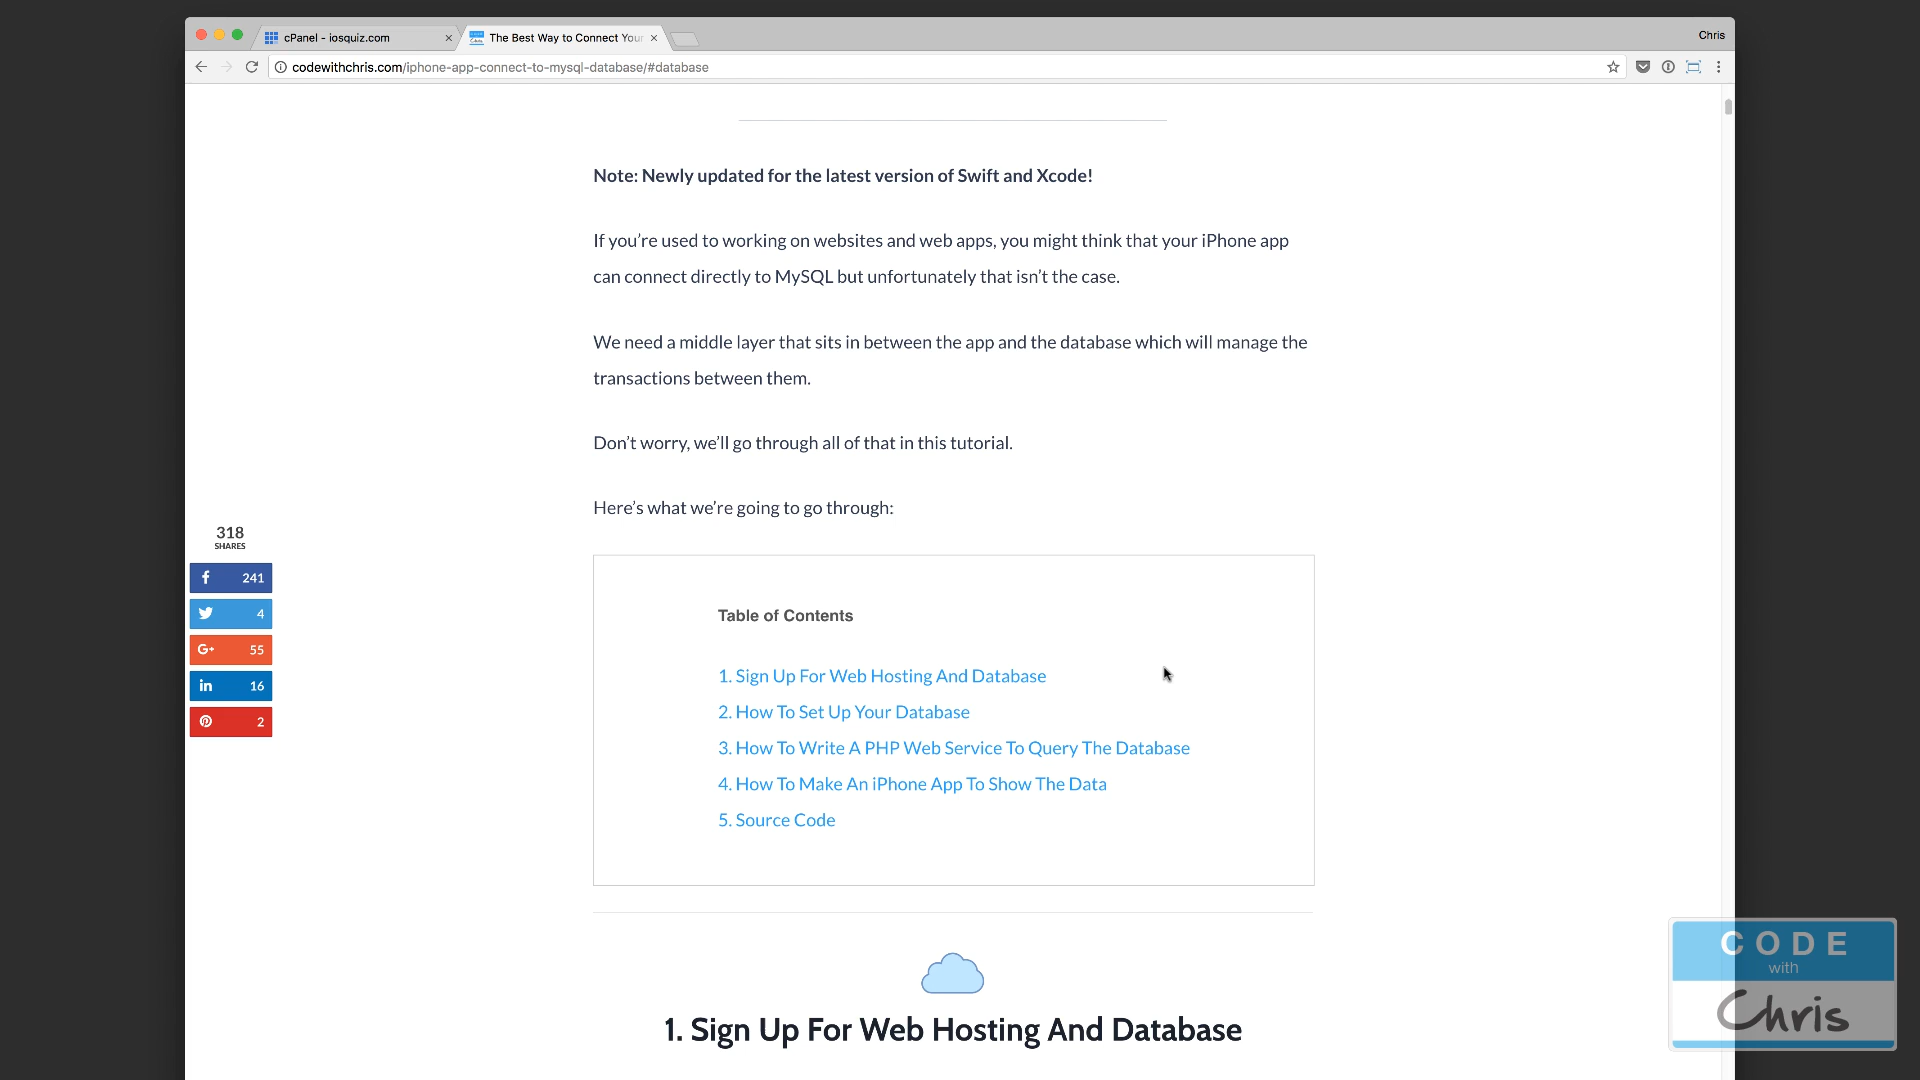 cPanel - iosquiz.com
The Best Way to Connect Your
Chris
codewithchris.com/iphone-app-connect-to-mysql-database/#database
Note: Newly updated for the latest version of Swift and Xcode!
If you're used to working on websites and web apps, you might think that your iPhone app
can connect directly to MySQL but unfortunately that isn't the case.
We need a middle layer that sits in between the app and the database which will manage the
transactions between them.
Don't worry, we'll go through all of that in this tutorial.
Here's what we're going to go through:
318
SHARES
241
4
G+ 55
in 16
2
Table of Contents
1. Sign Up For Web Hosting And Database
2. How To Set Up Your Database
3. How To Write A PHP Web Service To Query The Database
4. How To Make An iPhone App To Show The Data
5. Source Code
1. Sign Up For Web Hosting And Database
CODE
with
Chris